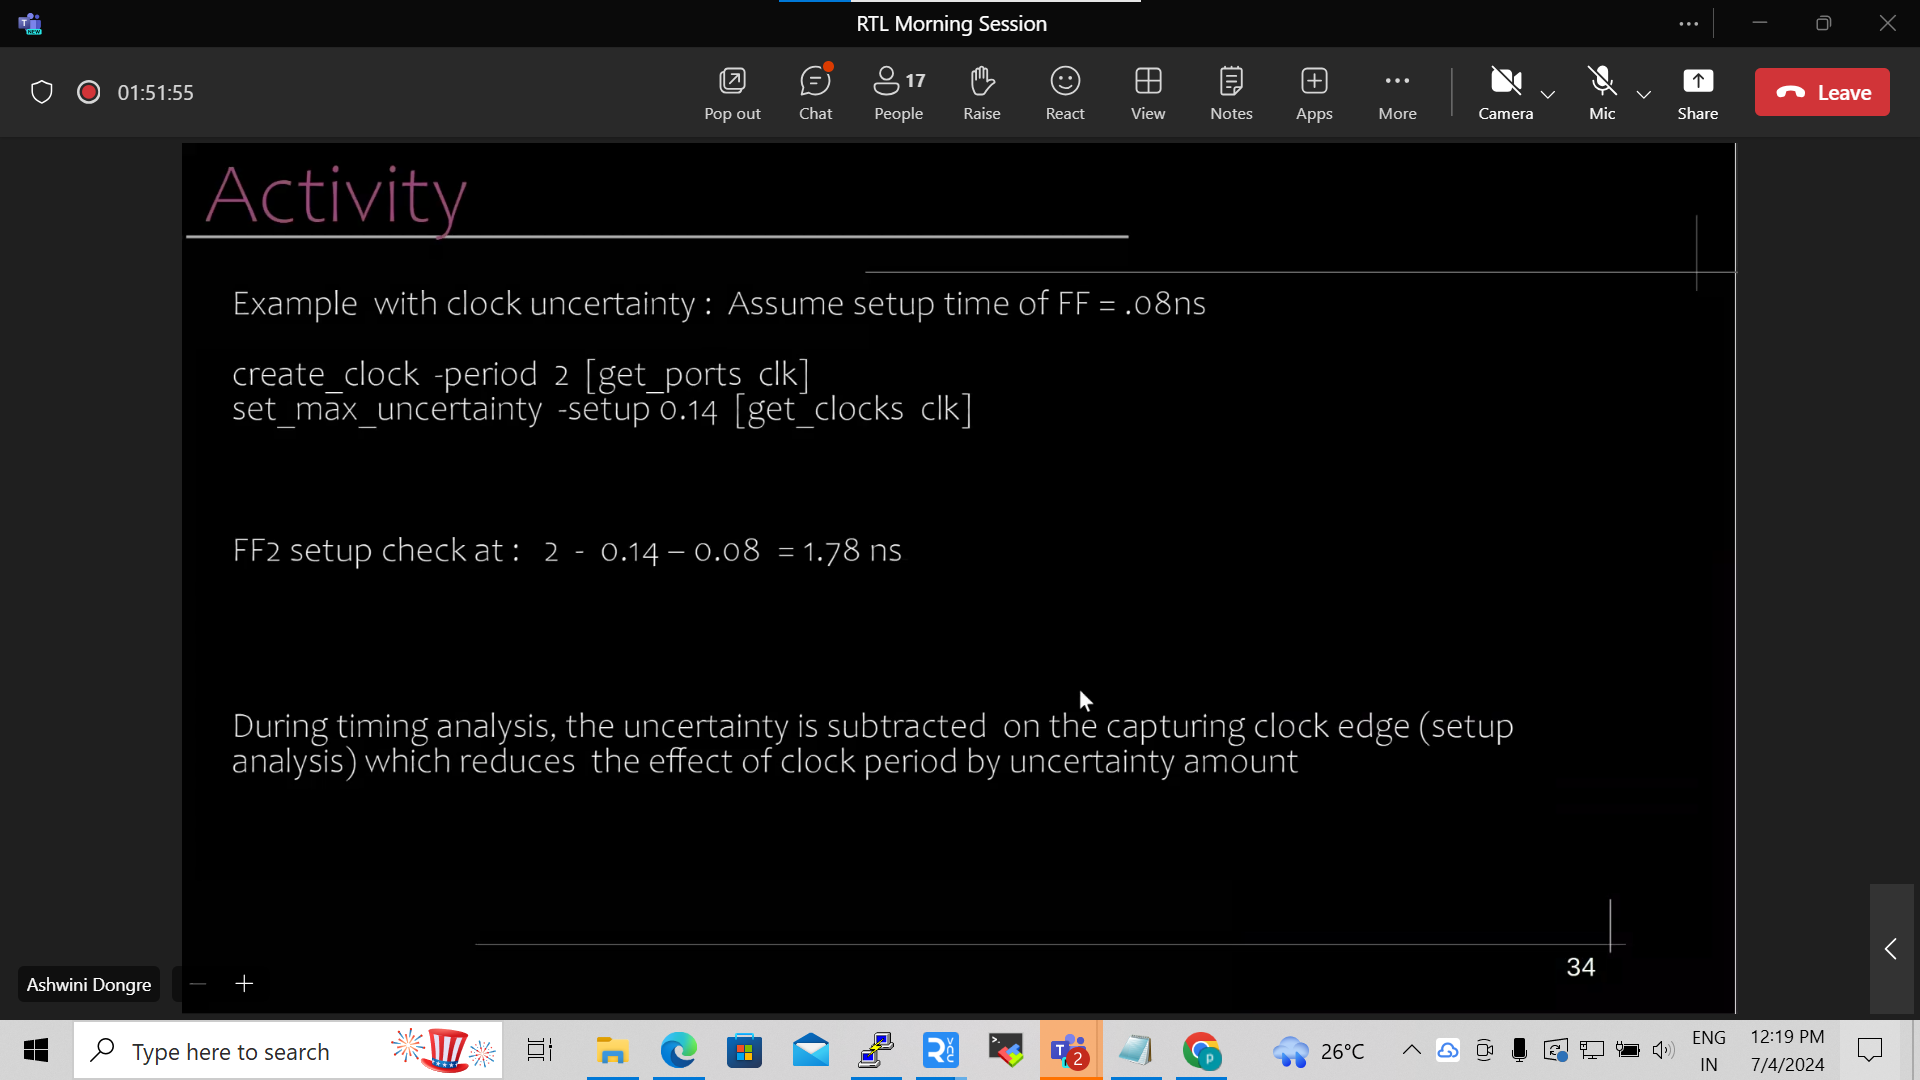 RTL Morning Session
01:51:55
Pop out
Chat
17
People
Raise
React
View
Notes
Apps
More
Camera
Mic
Share
Leave
Activity
Example with clock uncertainty : Assume setup time of FF = .08ns
create_clock -period 2 [get_ports clk]
set_max_uncertainty -setup 0.14 [get_clocks clk]
FF2 setup check at : 2 - 0.14 – 0.08 = 1.78 ns
During timing analysis, the uncertainty is subtracted on the capturing clock edge (setup
analysis) which reduces the effect of clock period by uncertainty amount
34
Ashwini Dongre
Type here to search
2
p
26°C
ENG
IN
12:19 PM
7/4/2024